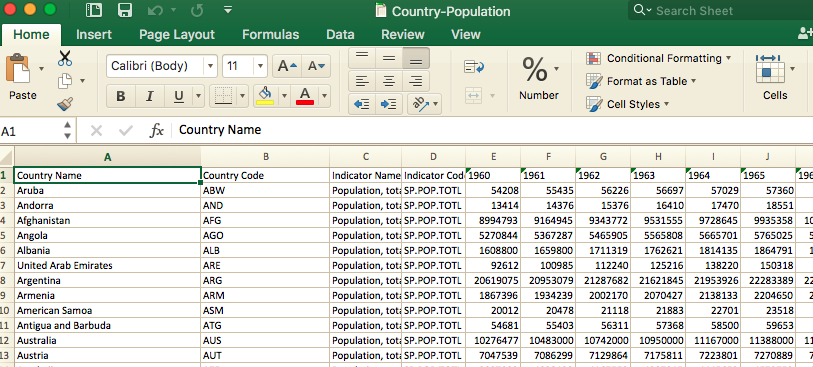 Country-Population
Search Sheet
Home Insert Page Layout Formulas Data Review View
Paste
Calibri (Body) 11 A A
B I U A
%
Number
Conditional Formatting
Format as Table
Cell Styles
Cells
A1 fx Country Name
A B C D E F G H I J
1 Country Name Country Code Indicator Name Indicator Cod 1960 1961 1962 1963 1964 1965 196
2 Aruba ABW Population, tota SP.POP.TOTL 54208 55435 56226 56697 57029 57360
3 Andorra AND Population, tota SP.POP.TOTL 13414 14376 15376 16410 17470 18551
4 Afghanistan AFG Population, tota SP.POP.TOTL 8994793 9164945 9343772 9531555 9728645 9935358 10
5 Angola AGO Population, tota SP.POP.TOTL 5270844 5367287 5465905 5565808 5665701 5765025 5
6 Albania ALB Population, tota SP.POP.TOTL 1608800 1659800 1711319 1762621 1814135 1864791 1
7 United Arab Emirates ARE Population, tota SP.POP.TOTL 92612 100985 112240 125216 138220 150318
8 Argentina ARG Population, tota SP.POP.TOTL 20619075 20953079 21287682 21621845 21953926 22283389 22
9 Armenia ARM Population, tota SP.POP.TOTL 1867396 1934239 2002170 2070427 2138133 2204650 2
10 American Samoa ASM Population, tota SP.POP.TOTL 20012 20478 21118 21883 22701 23518
11 Antigua and Barbuda ATG Population, tota SP.POP.TOTL 54681 55403 56311 57368 58500 59653
12 Australia AUS Population, tota SP.POP.TOTL 10276477 10483000 10742000 10950000 11167000 11388000 11
13 Austria AUT Population, tota SP.POP.TOTL 7047539 7086299 7129864 7175811 7223801 7270889 7